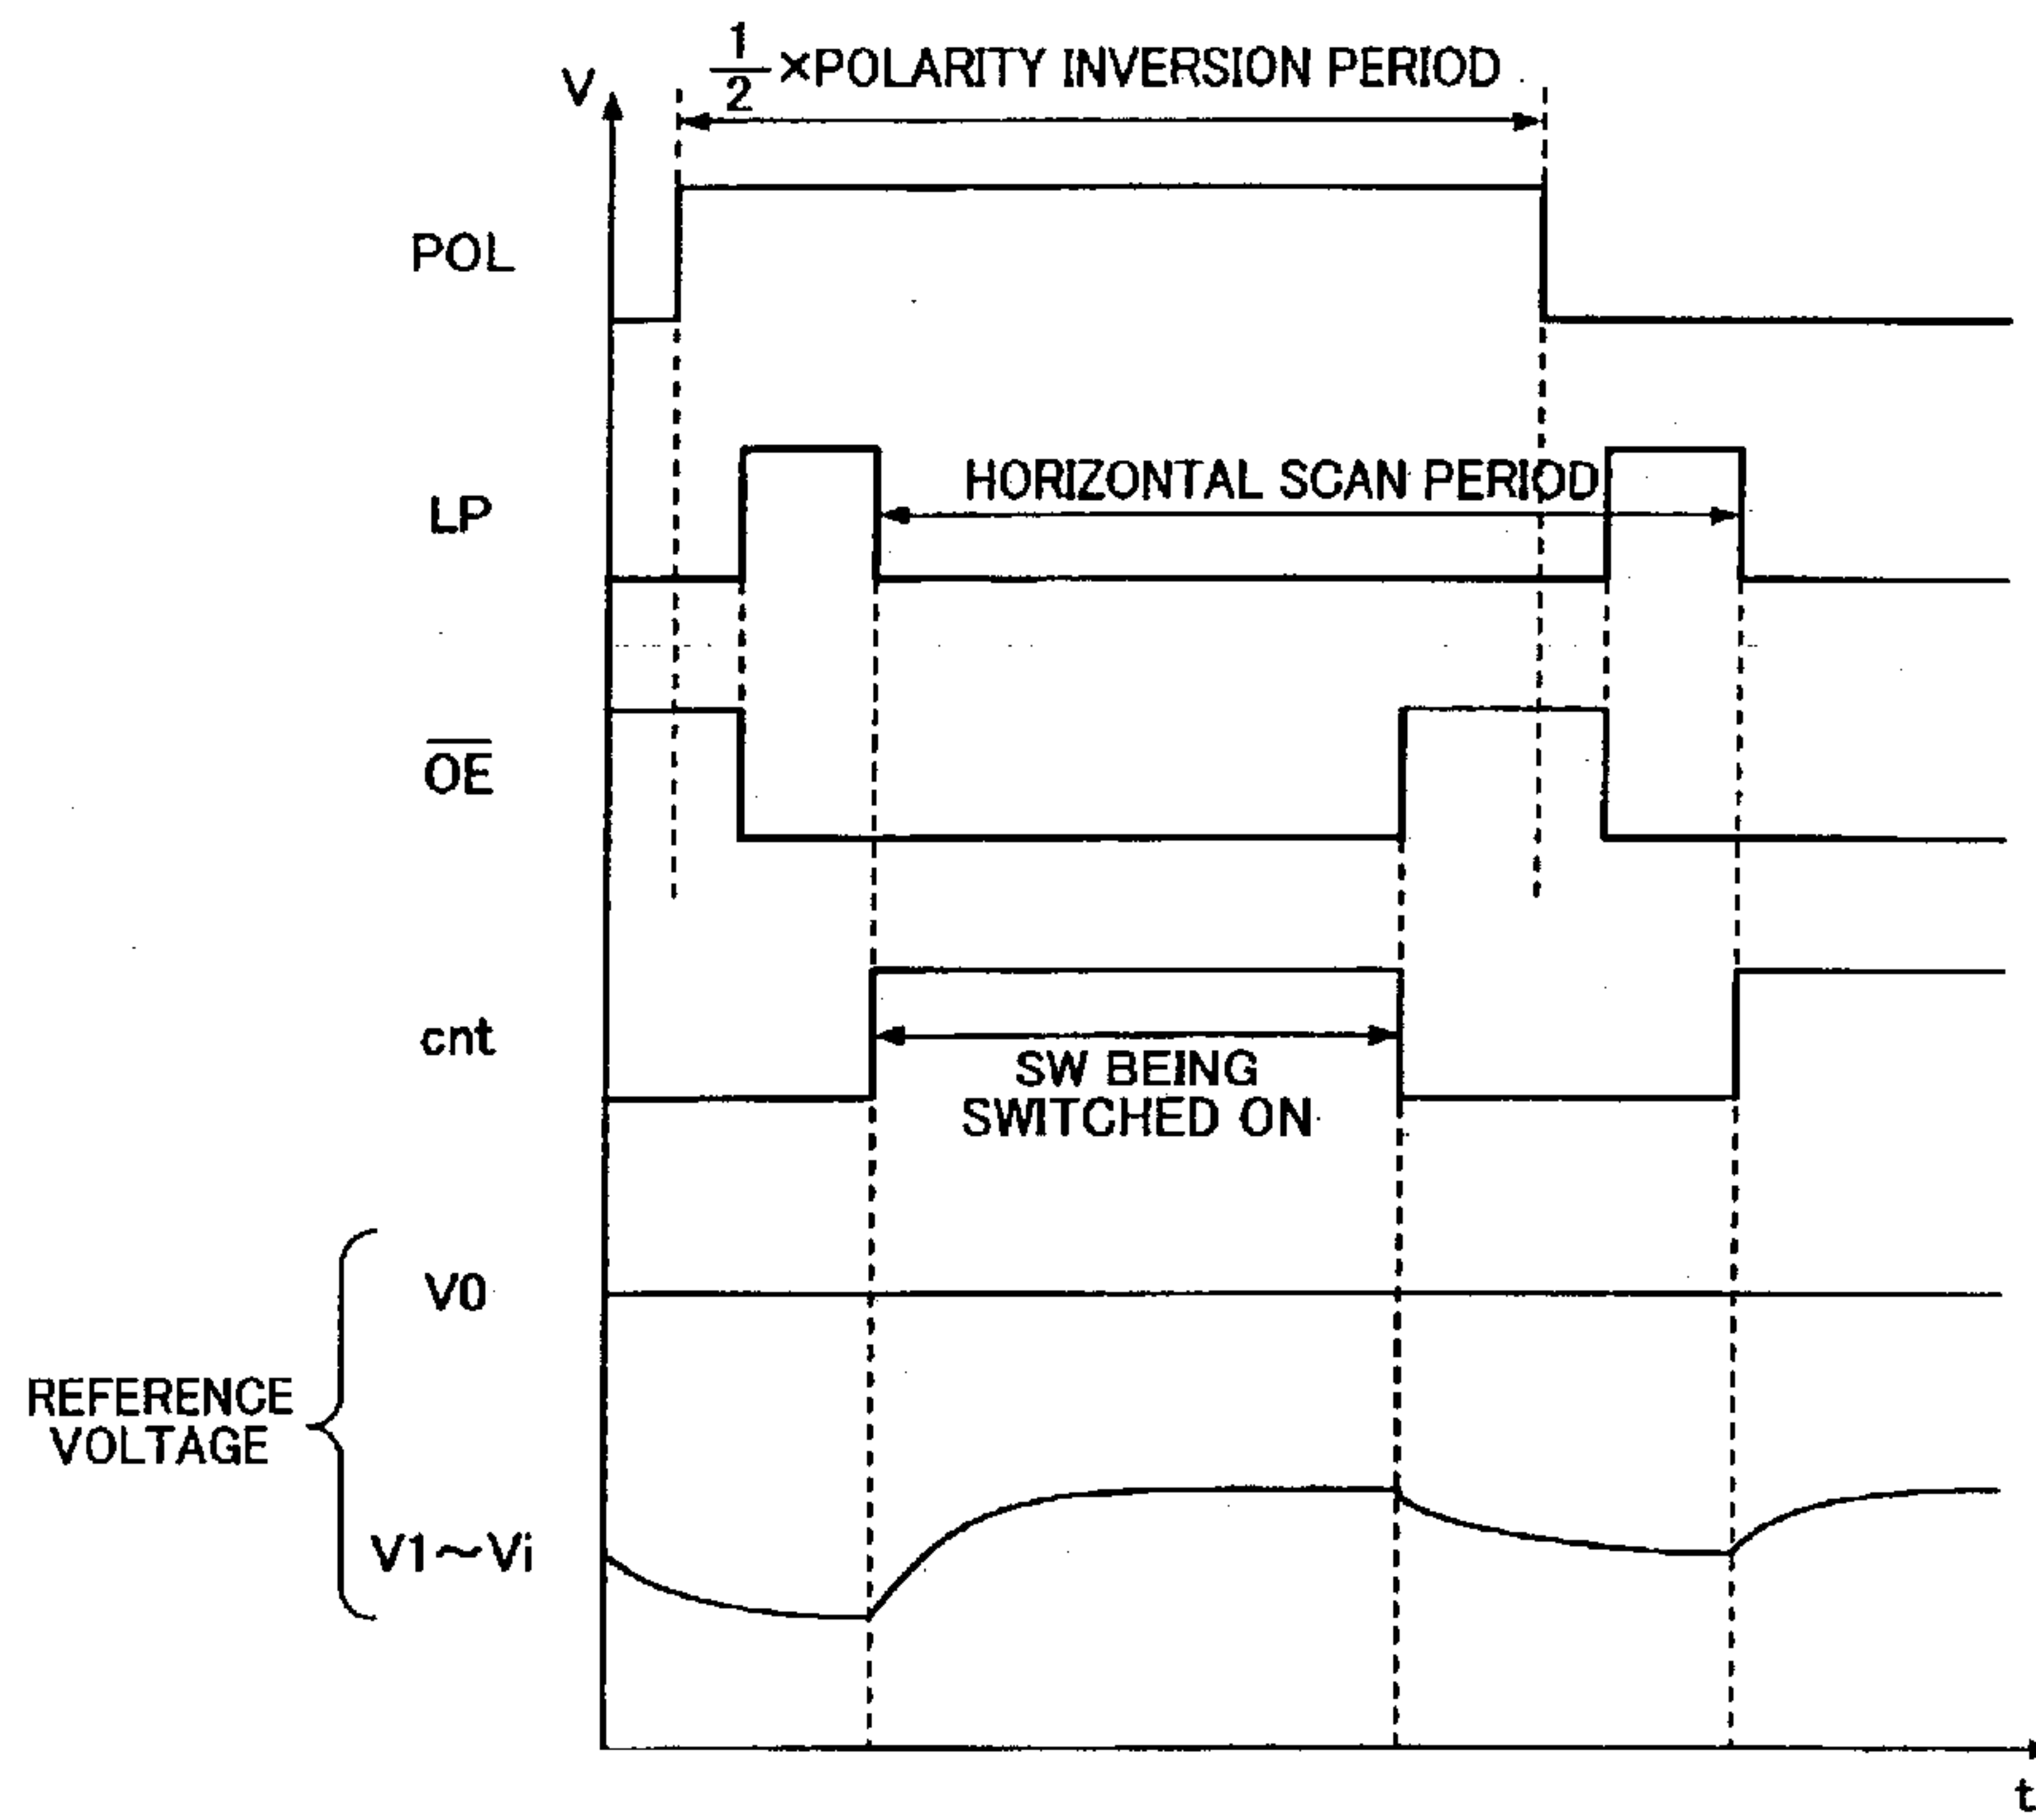 1/2 ×POLARITY INVERSION PERIOD
V
POL
LP
HORIZONTAL SCAN PERIOD
OE
cnt
SW BEING
SWITCHED ON
V0
REFERENCE
VOLTAGE
V1~Vi
t